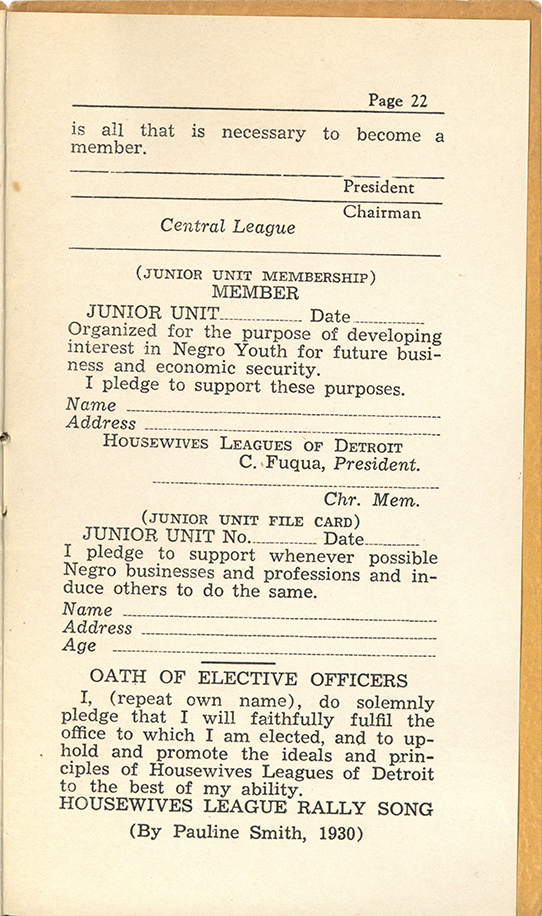 Page 22
is all that is necessary to become a
member.
President
Chairman
Central League
(JUNIOR UNIT MEMBERSHIP)
MEMBER
JUNIOR UNIT Date
Organized for the purpose of developing
interest in Negro Youth for future busi-
ness and economic security.
I pledge to support these purposes.
Name
Address
HOUSEWIVES LEAGUES OF DETROIT
C. Fuqua, President.
Chr. Mem.
(JUNIOR UNIT FILE CARD)
JUNIOR UNIT No. Date
I pledge to support whenever possible
Negro businesses and professions and in-
duce others to do the same.
Name
Address
Age
OATH OF ELECTIVE OFFICERS
I, (repeat own name), do solemnly
pledge that I will faithfully fulfil the
office to which I am elected, and to up-
hold and promote the ideals and prin-
ciples of Housewives Leagues of Detroit
to the best of my ability.
HOUSEWIVES LEAGUE RALLY SONG
(By Pauline Smith, 1930)